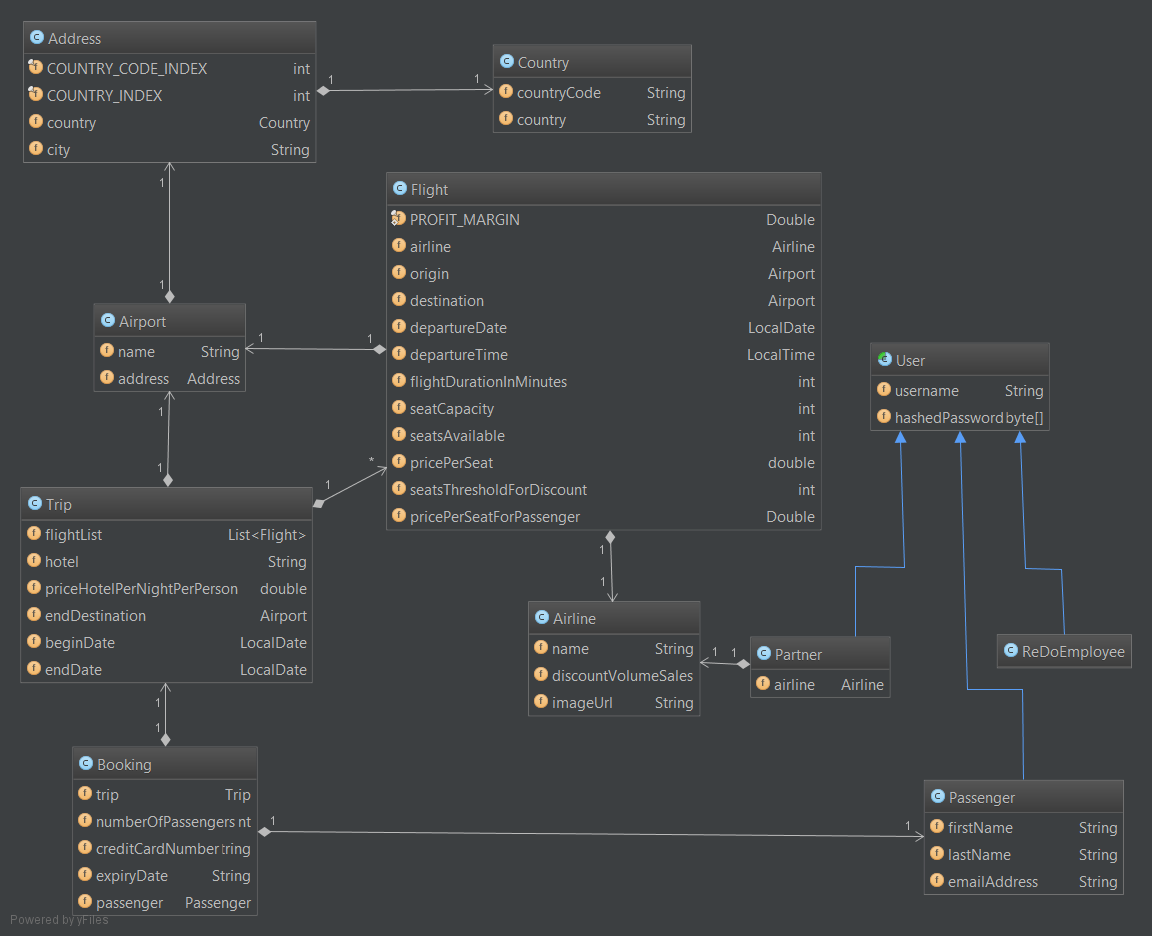 Address
COUNTRY_CODE_INDEX int
COUNTRY_INDEX int
country Country
city String
1
1
Country
countryCode String
country String
1
1
Flight
PROFIT_MARGIN Double
airline Airline
origin Airport
destination Airport
departureDate LocalDate
departureTime LocalTime
flightDurationInMinutes int
seatCapacity int
seatsAvailable int
pricePerSeat double
seatsThresholdForDiscount int
pricePerSeatForPassenger Double
Airport
name String
address Address
1
1
1
1
User
username String
hashedPassword byte[]
*
1
Trip
flightList List<Flight>
hotel String
priceHotelPerNightPerPerson double
endDestination Airport
beginDate LocalDate
endDate LocalDate
1
1
Airline
name String
discountVolumeSales
imageUrl String
1
1
Partner
airline Airline
ReDoEmployee
1
1
Booking
trip Trip
numberOfPassengers nt
creditCardNumber tring
expiryDate String
passenger Passenger
1
1
Passenger
firstName String
lastName String
emailAddress String
Powered by yFiles